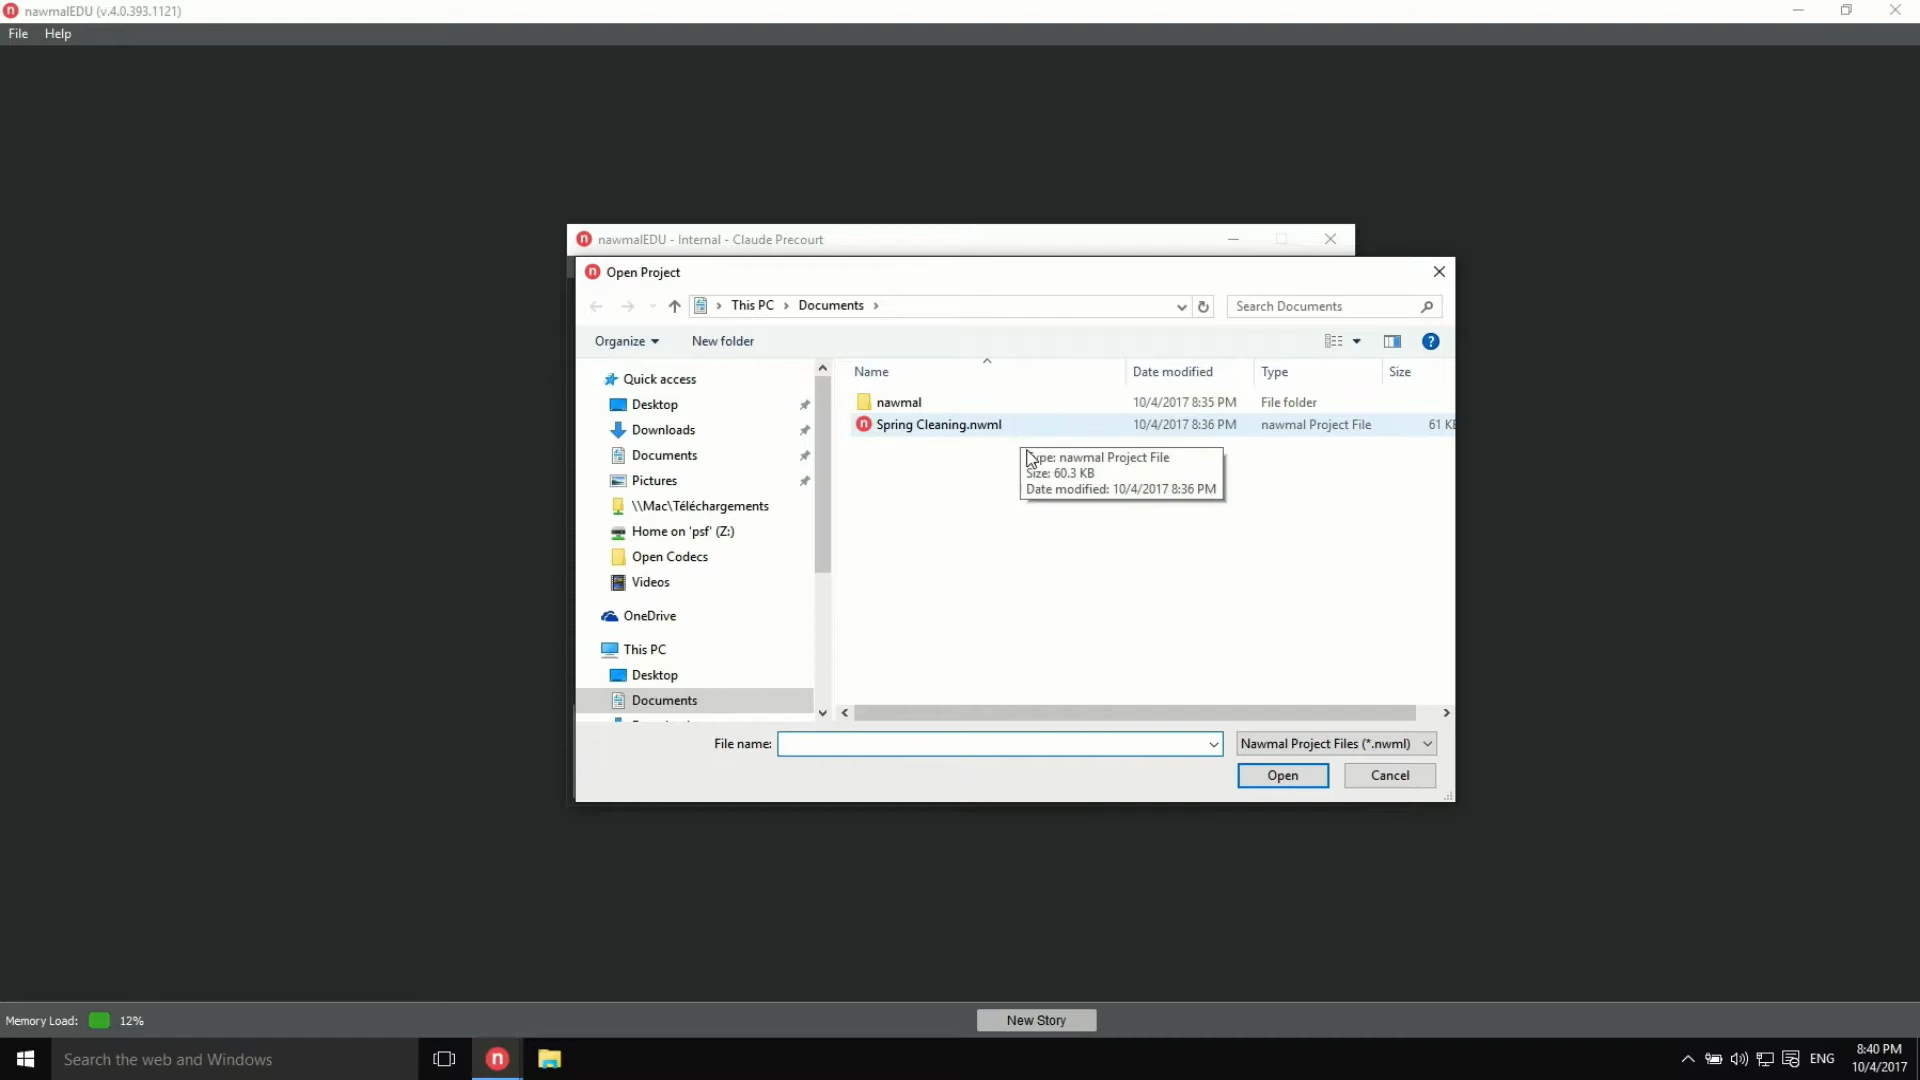 nawmalEDU (v.4.0.393.1121)
File Help
nawmalEDU - Internal - Claude Precourt
Open Project
This PC Documents
Search Documents
Organize New folder
Name Date modified Type Size
Quick access
Desktop
Downloads
Documents
Pictures
\\Mac\Téléchargements
Home on 'psf' (Z:)
Open Codecs
Videos
OneDrive
This PC
Desktop
Documents
nawmal 10/4/2017 8:35 PM File folder
Spring Cleaning.nwml 10/4/2017 8:36 PM nawmal Project File 61
Type: nawmal Project File
Size: 60.3 KB
Date modified: 10/4/2017 8:36 PM
File name: Nawmal Project Files (*.nwml)
Open Cancel
Memory Load: 12% New Story
Search the web and Windows
ENG
8:40 PM
10/4/2017